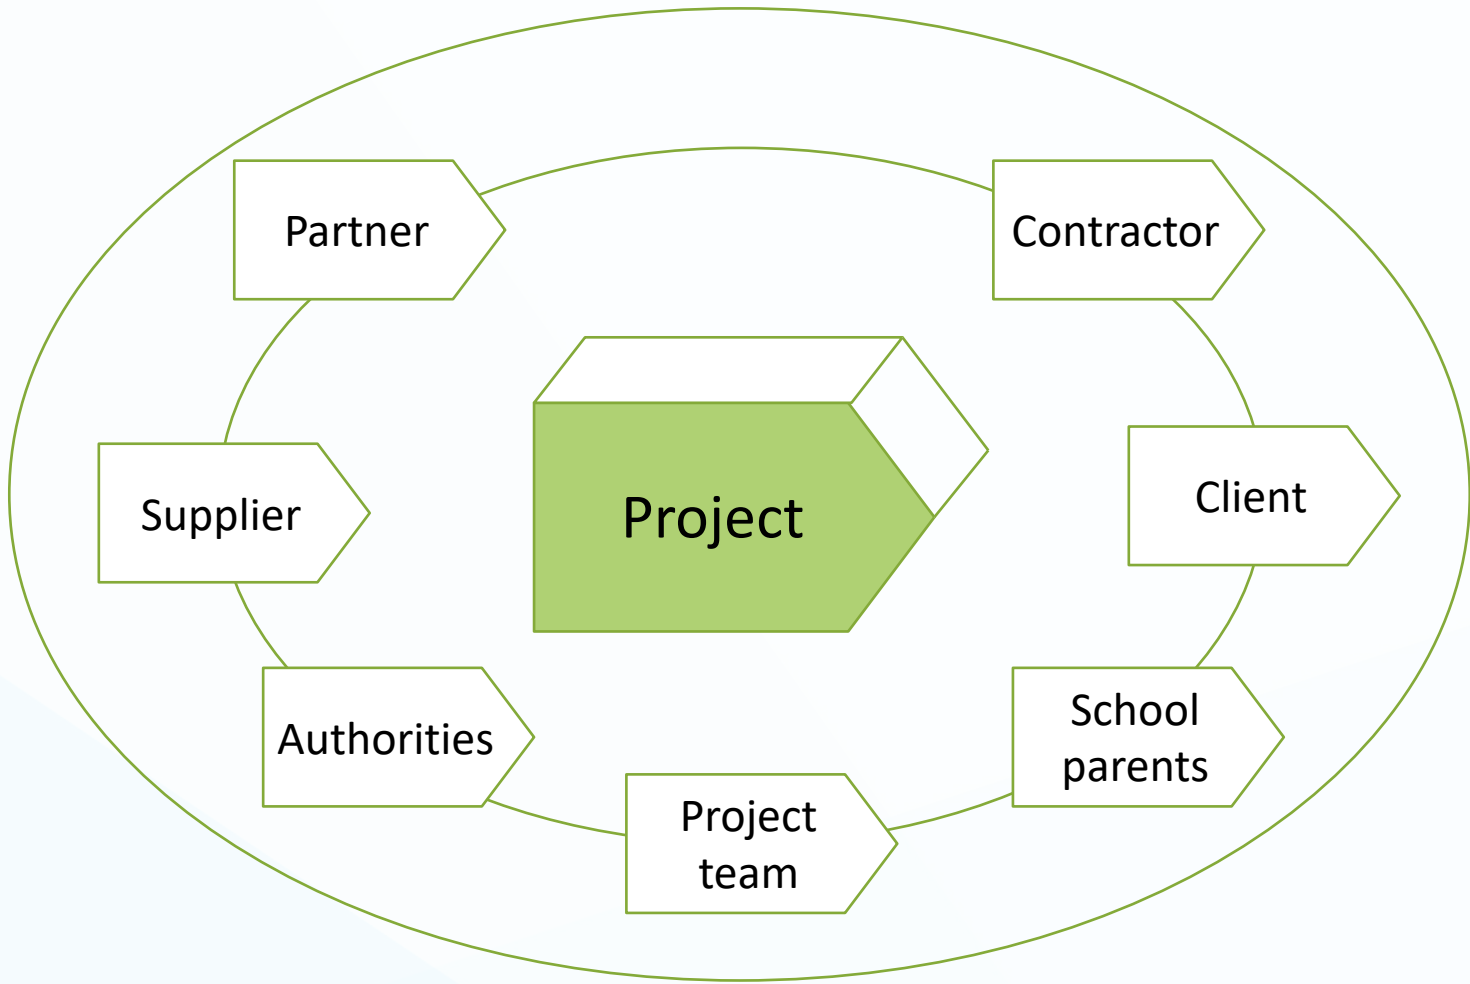 Partner
Contractor
Project
Supplier
Client
Authorities
School
parents
Project
team